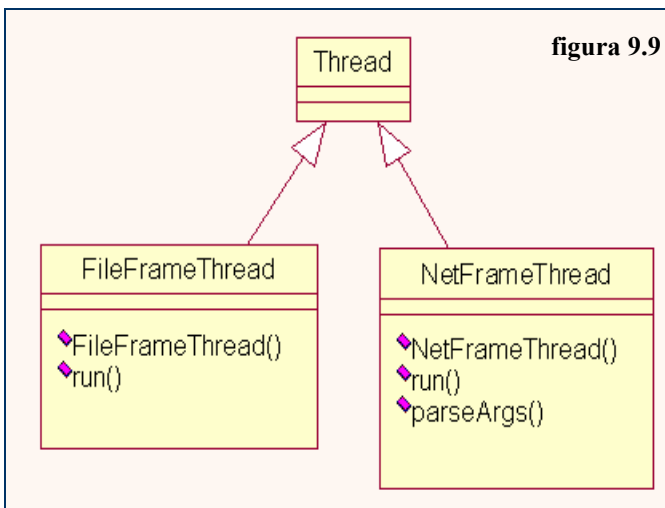 figura 9.9
Thread
FileFrameThread
FileFrameThread()
run()
NetFrameThread
NetFrameThread()
run()
parseArgs()